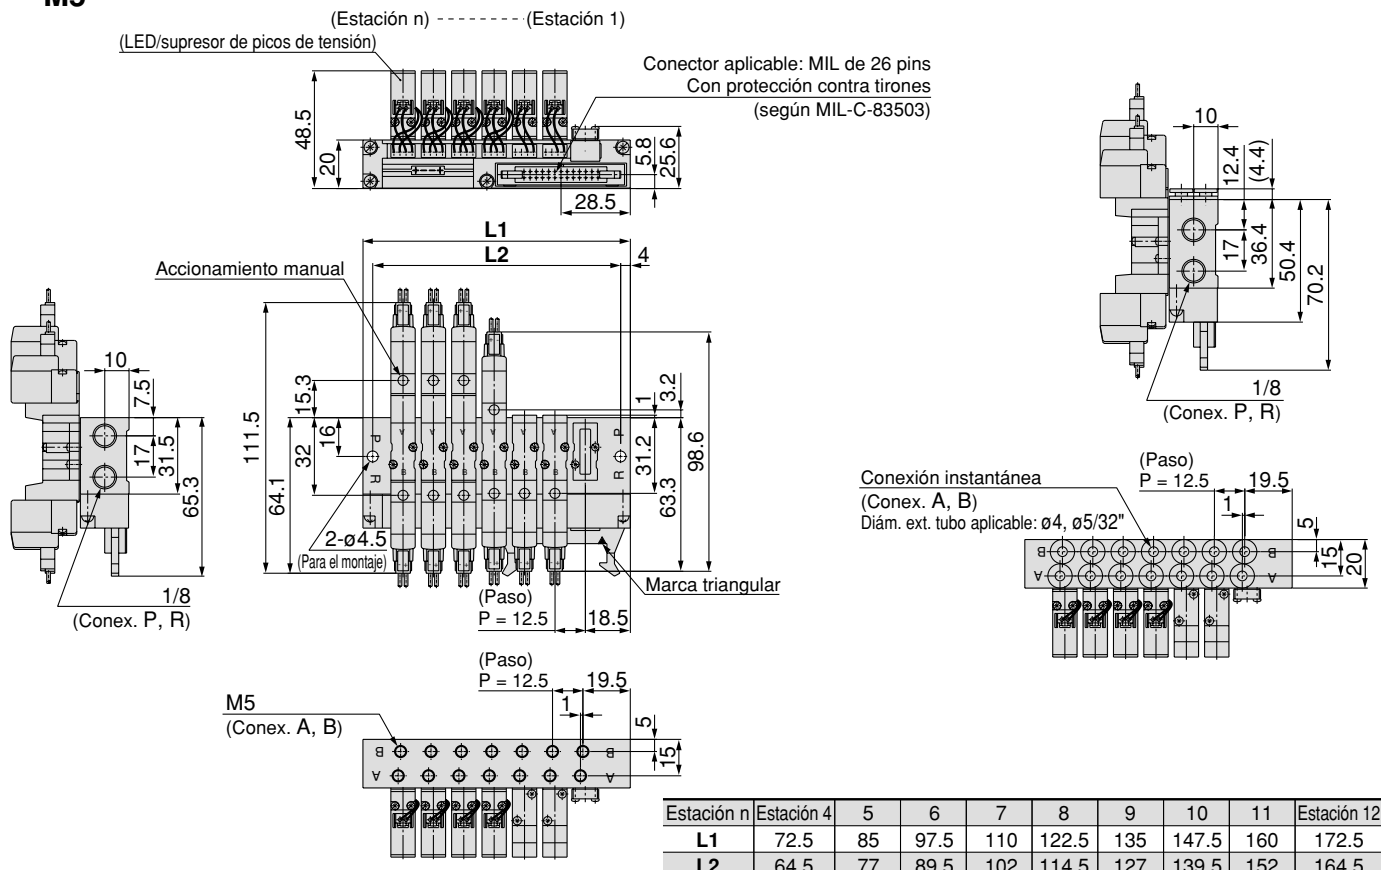 M5
(Estación n) (Estación 1)
(LED/supresor de picos de tensión)
Conector aplicable: MIL de 26 pins
Con protección contra tirones
(según MIL-C-83503)
48.5
20
5.8
25.6
28.5
L1
L2
4
Accionamiento manual
111.5
64.1
15.3
32
16
P
R
A
A
A
B
B
B
P
R
1
3.2
31.2
63.3
98.6
2-ø4.5
(Para el montaje)
Marca triangular
(Paso)
P = 12.5
18.5
10
7.5
17
31.5
65.3
1/8
(Conex. P, R)
10
12.4
(4.4)
17
36.4
50.4
70.2
1/8
(Conex. P, R)
Conexión instantánea
(Conex. A, B)
Diám. ext. tubo aplicable: ø4, ø5/32"
(Paso)
P = 12.5
19.5
1
5
15
20
B
B
A
A
(Paso)
P = 12.5
19.5
1
M5
(Conex. A, B)
5
15
B
B
A
A
Estación n Estación 4 5 6 7 8 9 10 11 Estación 12
L1 72.5 85 97.5 110 122.5 135 147.5 160 172.5
L2 64.5 77 89.5 102 114.5 127 139.5 152 164.5